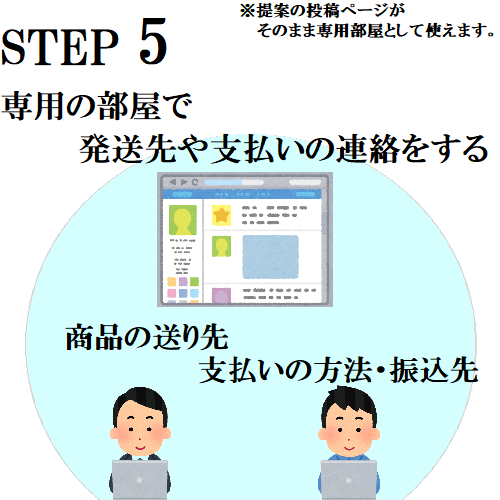 ※提案の投稿ページが
そのまま専用部屋として使えます。
STEP 5
専用の部屋で
発送先や支払いの連絡をする
商品の送り先
支払いの方法・振込先